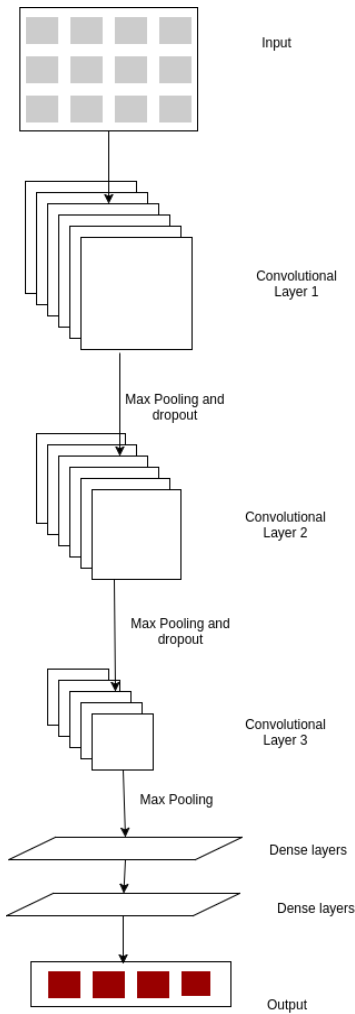 Input
Convolutional
Layer 1
Max Pooling and
dropout
Convolutional
Layer 2
Max Pooling and
dropout
Convolutional
Layer 3
Max Pooling
Dense layers
Dense layers
Output